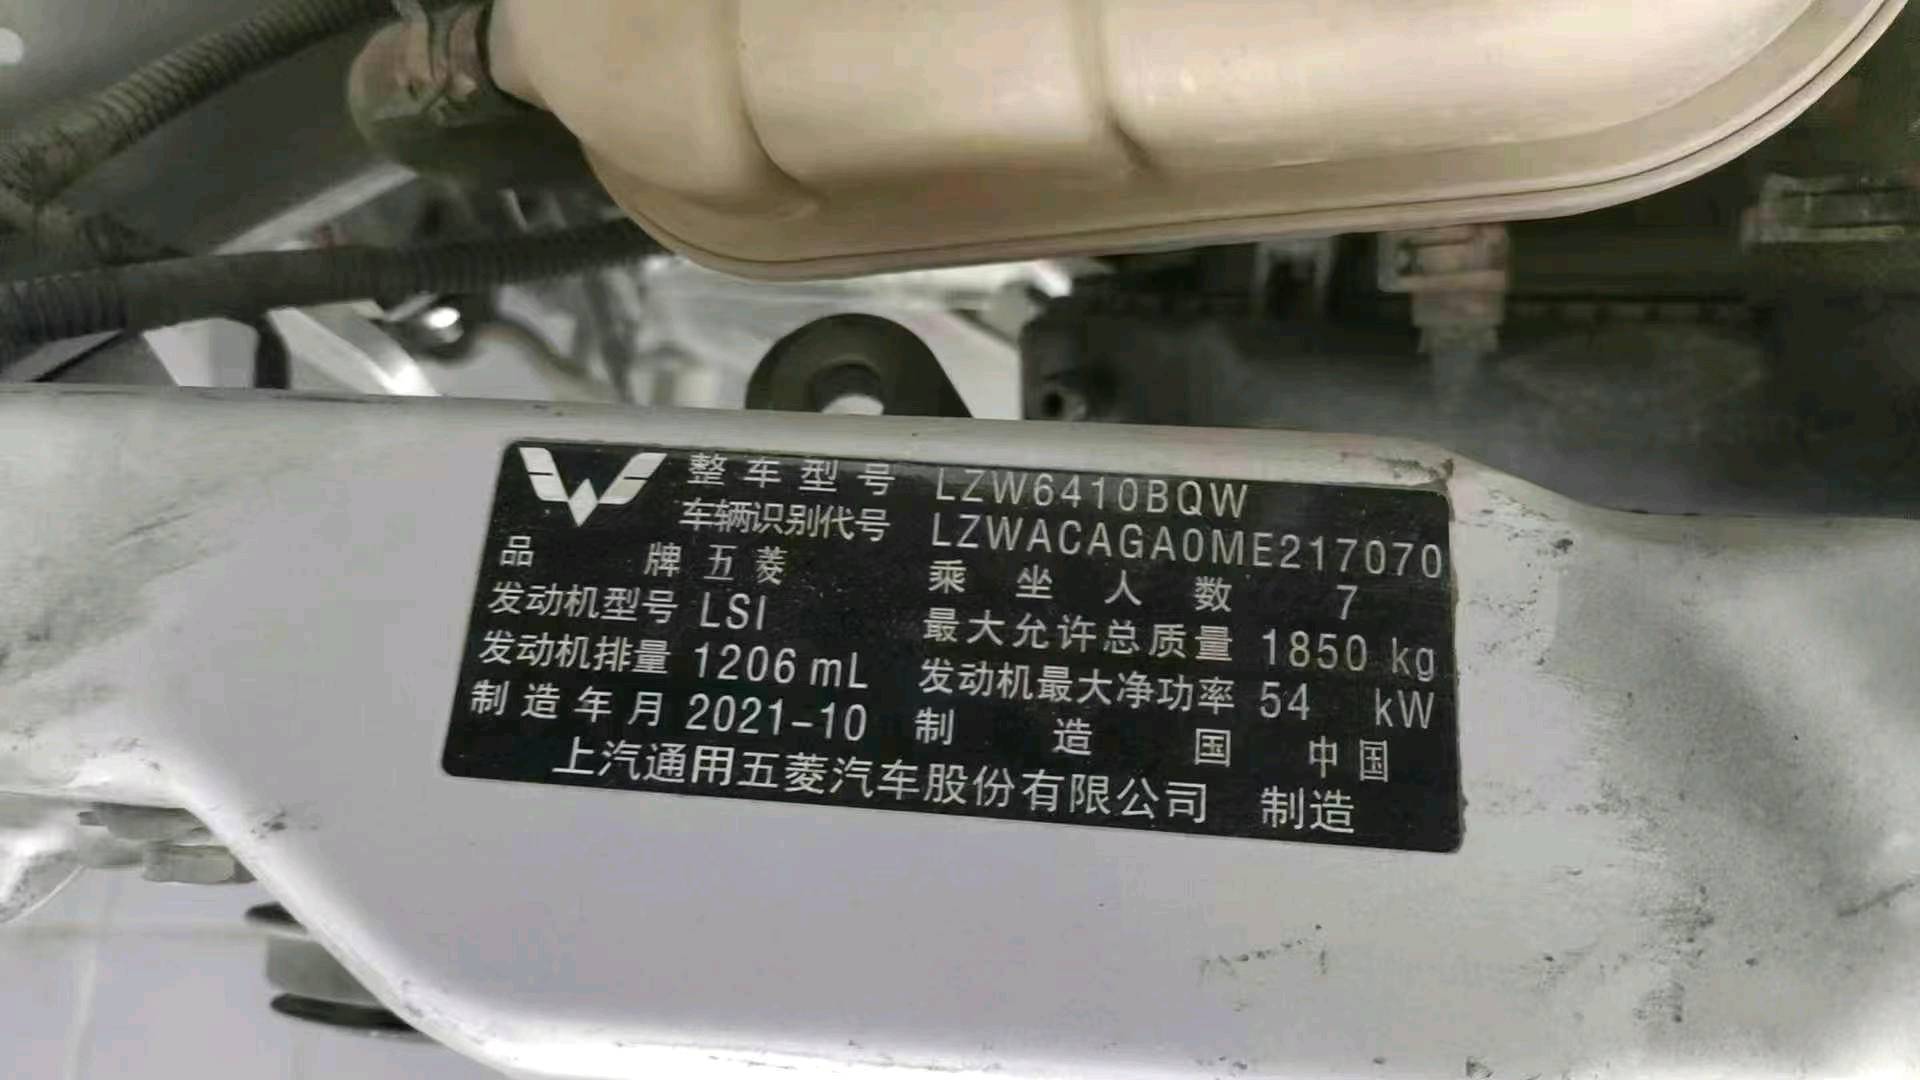 整车型号 LZW6410BQW
车辆识别代号 LZWACAGA0ME217070
品牌 五菱 乘坐人数 7
发动机型号 LSI 最大允许总质量 1850 kg
发动机排量 1206 mL 发动机最大净功率 54 kW
制造年月 2021-10 制造国 中国
上汽通用五菱汽车股份有限公司 制造